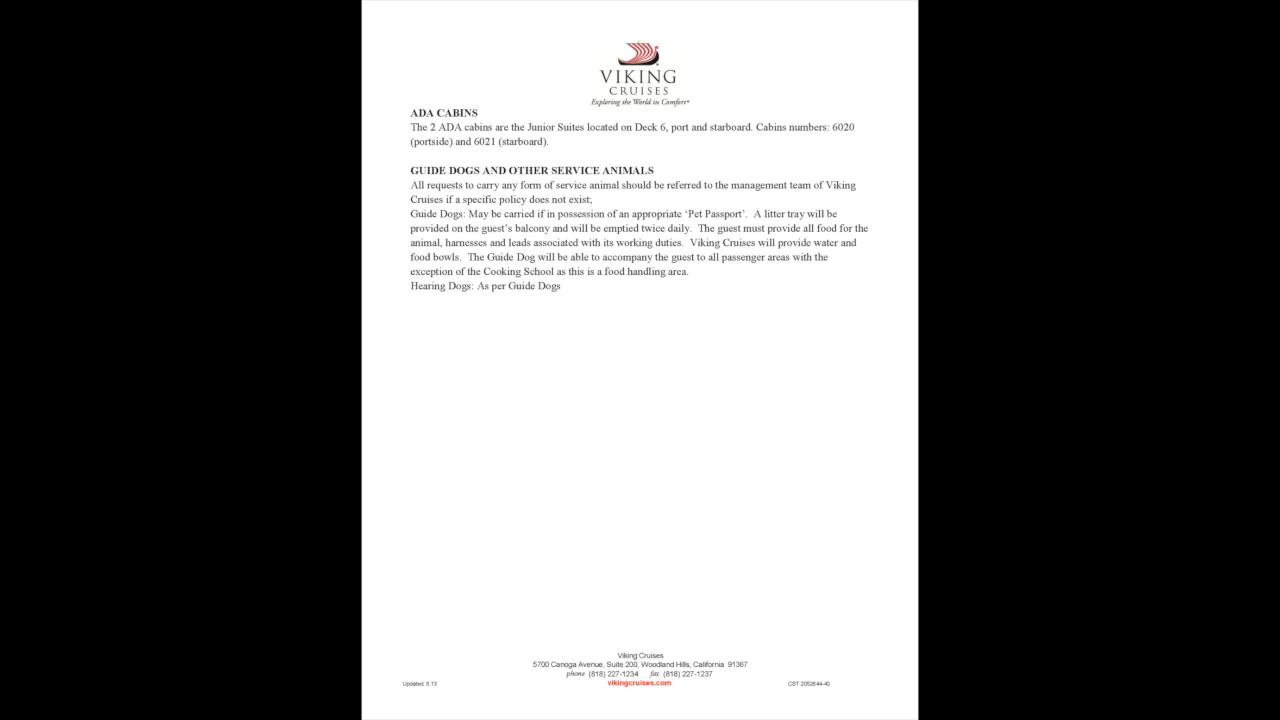 VIKING
CRUISES
Exploring the World in Comfort®
ADA CABINS
The 2 ADA cabins are the Junior Suites located on Deck 6, port and starboard. Cabins numbers: 6020
(portside) and 6021 (starboard).
GUIDE DOGS AND OTHER SERVICE ANIMALS
All requests to carry any form of service animal should be referred to the management team of Viking
Cruises if a specific policy does not exist;
Guide Dogs: May be carried if in possession of an appropriate ‘Pet Passport’.  A litter tray will be
provided on the guest’s balcony and will be emptied twice daily.  The guest must provide all food for the
animal, harnesses and leads associated with its working duties.  Viking Cruises will provide water and
food bowls.  The Guide Dog will be able to accompany the guest to all passenger areas with the
exception of the Cooking School as this is a food handling area.
Hearing Dogs: As per Guide Dogs
Viking Cruises
5700 Canoga Avenue, Suite 200, Woodland Hills, California  91367
phone (818) 227-1234  fax (818) 227-1237
Updated: 6.13  vikingcruises.com  CST 2052644-40